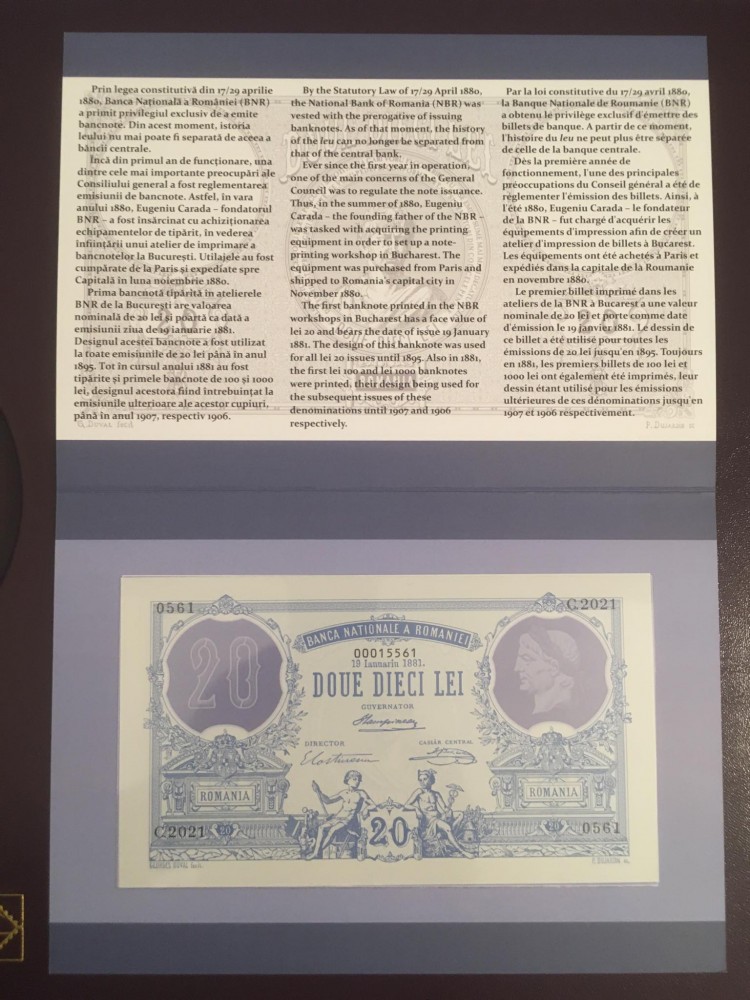 Prin legea constitutivă din 17/29 aprilie
1880, Banca Națională a României (BNR)
a primit privilegiul exclusiv de a emite
bancnote. Din acest moment, istoria
leului nu mai poate fi separată de aceea a
băncii centrale.
Încă din primul an de funcționare, una
dintre cele mai importante preocupări ale
Consiliului general a fost reglementarea
emisiunii de bancnote. Astfel, în vara
anului 1880, Eugeniu Carada – fondatorul
BNR – a fost însărcinat cu achiziționarea
echipamentelor de tipărit, în vederea
înființării unui atelier de imprimare a
bancnotelor la București. Utilajele au fost
cumpărate de la Paris și expediate spre
Capitală în luna noiembrie 1880.
Prima bancnotă tipărită în atelierele
BNR de la București are valoarea
nominală de 20 lei și poartă ca dată a
emisiunii ziua de 19 ianuarie 1881.
Designul acestei bancnote a fost utilizat
la toate emisiunile de 20 lei până în anul
1895. Tot în cursul anului 1881 au fost
tipărite și primele bancnote de 100 și 1000
lei, designul acestora fiind întrebuințat la
emisiunile ulterioare ale acestor cupiuri,
până în anul 1907, respectiv 1906.
By the Statutory Law of 17/29 April 1880,
the National Bank of Romania (NBR) was
vested with the prerogative of issuing
banknotes. As of that moment, the history
of the leu can no longer be separated from
that of the central bank.
Ever since the first year in operation,
one of the main concerns of the General
Council was to regulate the note issuance.
Thus, in the summer of 1880, Eugeniu
Carada – the founding father of the NBR –
was tasked with acquiring the printing
equipment in order to set up a note-
printing workshop in Bucharest. The
equipment was purchased from Paris and
shipped to Romania's capital city in
November 1880.
The first banknote printed in the NBR
workshops in Bucharest has a face value of
lei 20 and bears the date of issue 19 January
1881. The design of this banknote was used
for all lei 20 issues until 1895. Also in 1881,
the first lei 100 and lei 1000 banknotes
were printed, their design being used for
the subsequent issues of these
denominations until 1907 and 1906
respectively.
Par la loi constitutive du 17/29 avril 1880,
la Banque Nationale de Roumanie (BNR)
a obtenu le privilège exclusif d'émettre des
billets de banque. A partir de ce moment,
l'histoire du leu ne peut plus être séparée
de celle de la banque centrale.
Dès la première année de
fonctionnement, l'une des principales
préoccupations du Conseil général a été de
réglementer l'émission des billets. Ainsi, à
l'été 1880, Eugeniu Carada – le fondateur
de la BNR – fut chargé d'acquérir les
équipements d'impression afin de créer un
atelier d'impression de billets à Bucarest.
Les équipements ont été achetés à Paris et
expédiés dans la capitale de la Roumanie
en novembre 1880.
Le premier billet imprimé dans les
ateliers de la BNR à Bucarest a une valeur
nominale de 20 lei et porte comme date
d'émission le 19 janvier 1881. Le dessin de
ce billet a été utilisé pour toutes les
émissions de 20 lei jusqu'en 1895. Toujours
en 1881, les premiers billets de 100 lei et
1000 lei ont également été imprimés, leur
dessin étant utilisé pour les émissions
ultérieures de ces dénominations jusqu'en
1907 et 1906 respectivement.
0561 C.2021
BANCA NATIONALE A ROMANIEI
20
00015561
19 Ianuariu 1881.
DOUE DIECI LEI
GUVERNATOR
DIRECTOR CASIAR CENTRAL
ROMANIA ROMANIA
C.2021 20 20 20 0561